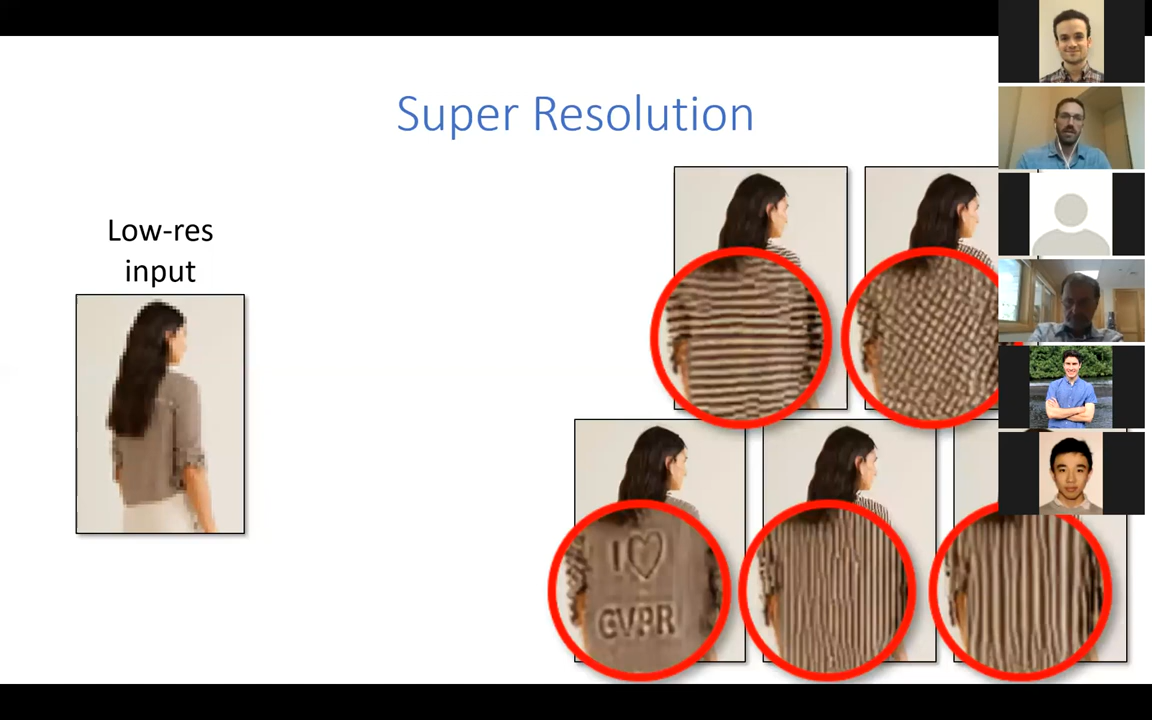 Super Resolution
Low-res
input
I♡
CVPR